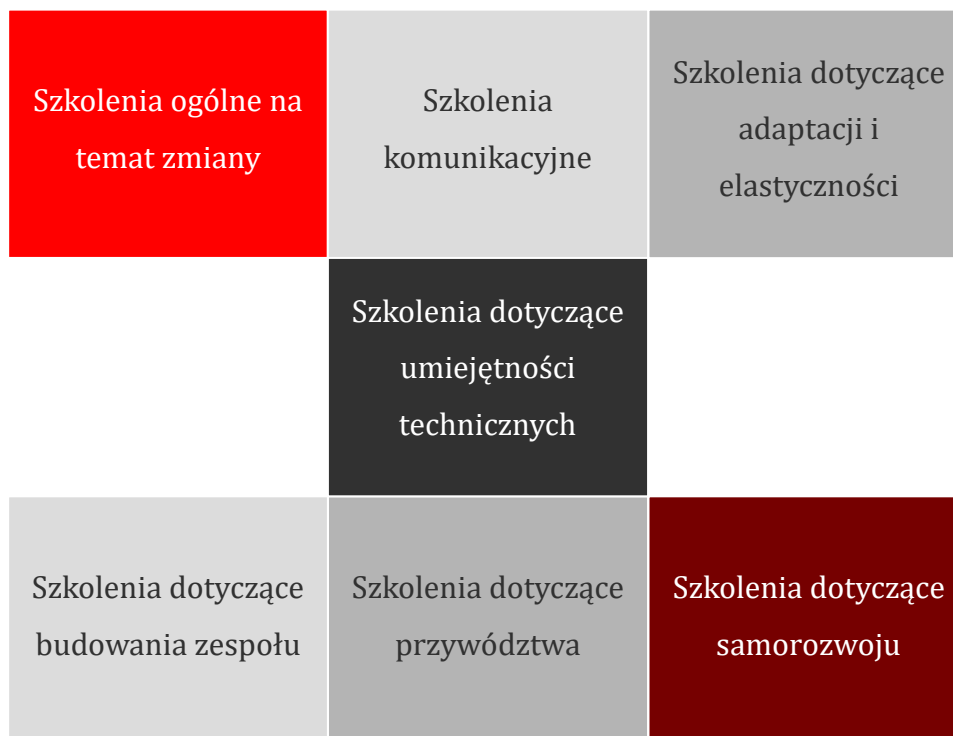 Szkolenia ogólne na
temat zmiany
Szkolenia
komunikacyjne
Szkolenia dotyczące
adaptacji i
elastyczności
Szkolenia dotyczące
umiejętności
technicznych
Szkolenia dotyczące
budowania zespołu
Szkolenia dotyczące
przywództwa
Szkolenia dotyczące
samorozwoju